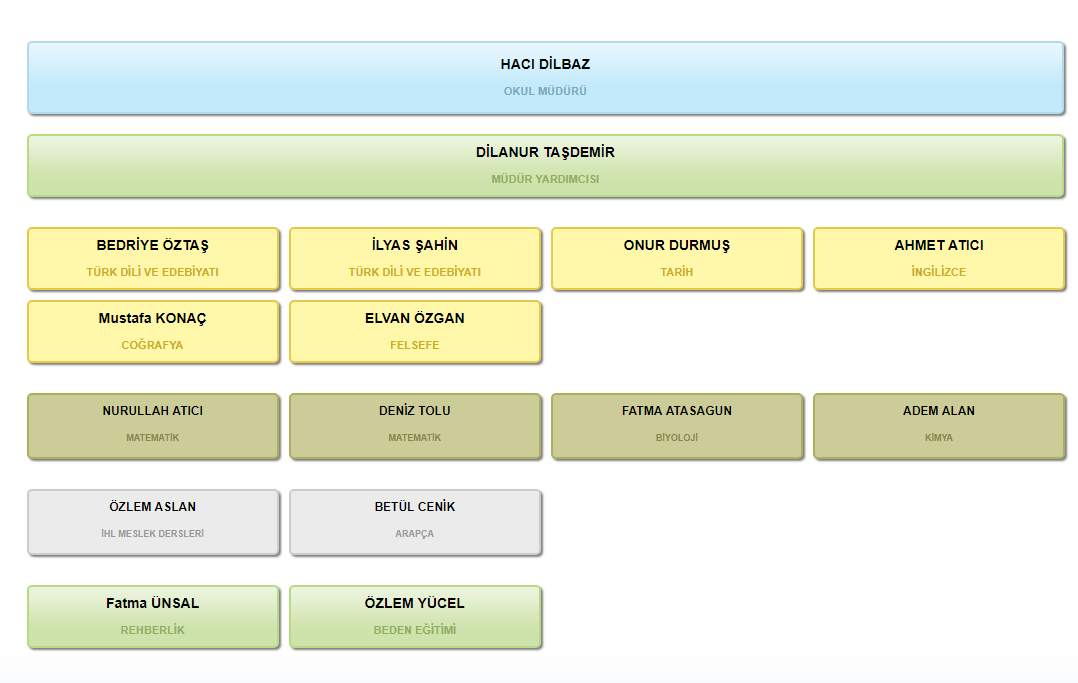 HACI DİLBAZ
OKUL MÜDÜRÜ
DİLANUR TAŞDEMİR
MÜDÜR YARDIMCISI
BEDRİYE ÖZTAŞ
TÜRK DİLİ VE EDEBİYATI
İLYAS ŞAHİN
TÜRK DİLİ VE EDEBİYATI
ONUR DURMUŞ
TARİH
AHMET ATICI
İNGİLİZCE
Mustafa KONAÇ
COĞRAFYA
ELVAN ÖZGAN
FELSEFE
NURULLAH ATICI
MATEMATİK
DENİZ TOLU
MATEMATİK
FATMA ATASAGUN
BİYOLOJİ
ADEM ALAN
KİMYA
ÖZLEM ASLAN
İHL MESLEK DERSLERİ
BETÜL CENİK
ARAPÇA
Fatma ÜNSAL
REHBERLİK
ÖZLEM YÜCEL
BEDEN EĞİTİMİ